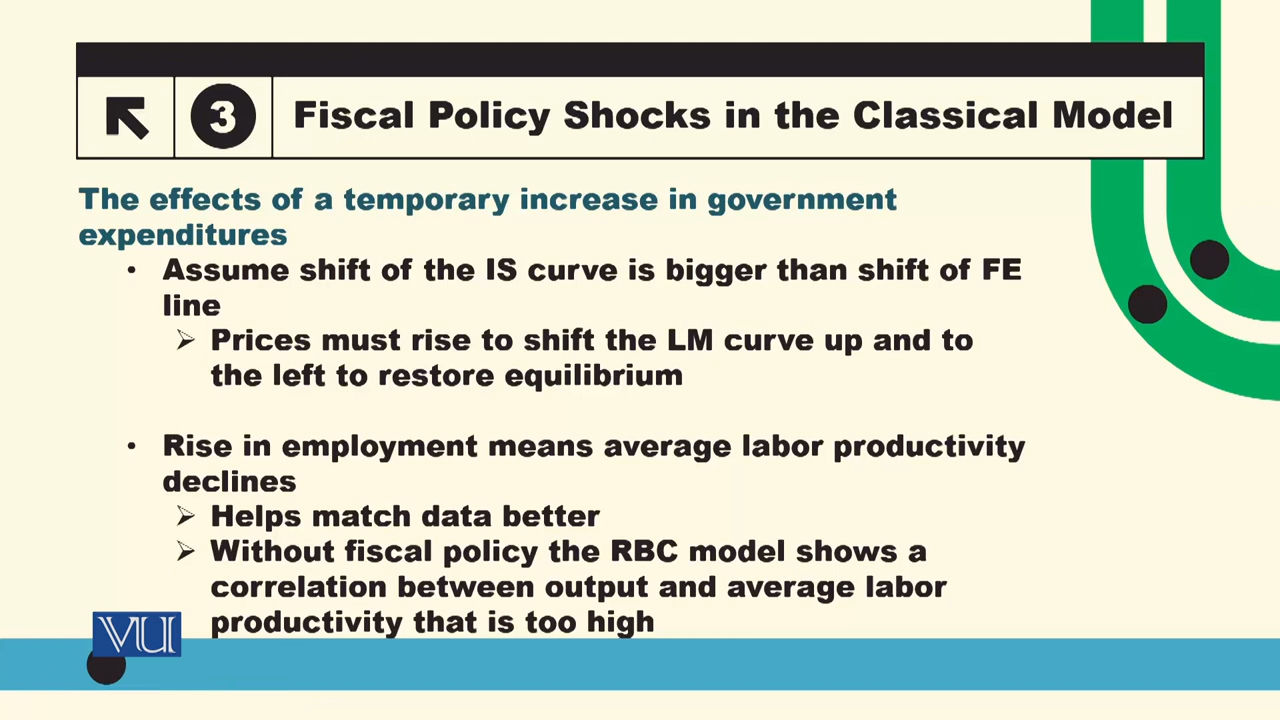 3 Fiscal Policy Shocks in the Classical Model
The effects of a temporary increase in government
expenditures
• Assume shift of the IS curve is bigger than shift of FE
line
➢ Prices must rise to shift the LM curve up and to
the left to restore equilibrium
• Rise in employment means average labor productivity
declines
➢ Helps match data better
➢ Without fiscal policy the RBC model shows a
correlation between output and average labor
productivity that is too high
VU